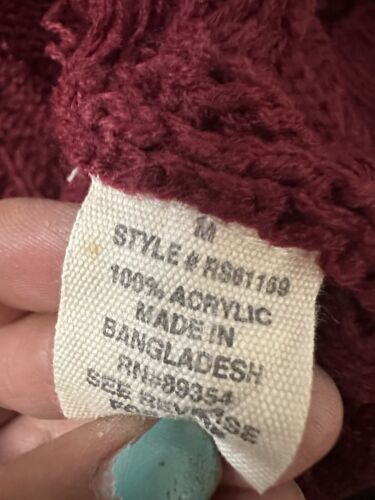 M
STYLE # RS61169
100% ACRYLIC
MADE IN
BANGLADESH
RN#89354
SEE REVERSE